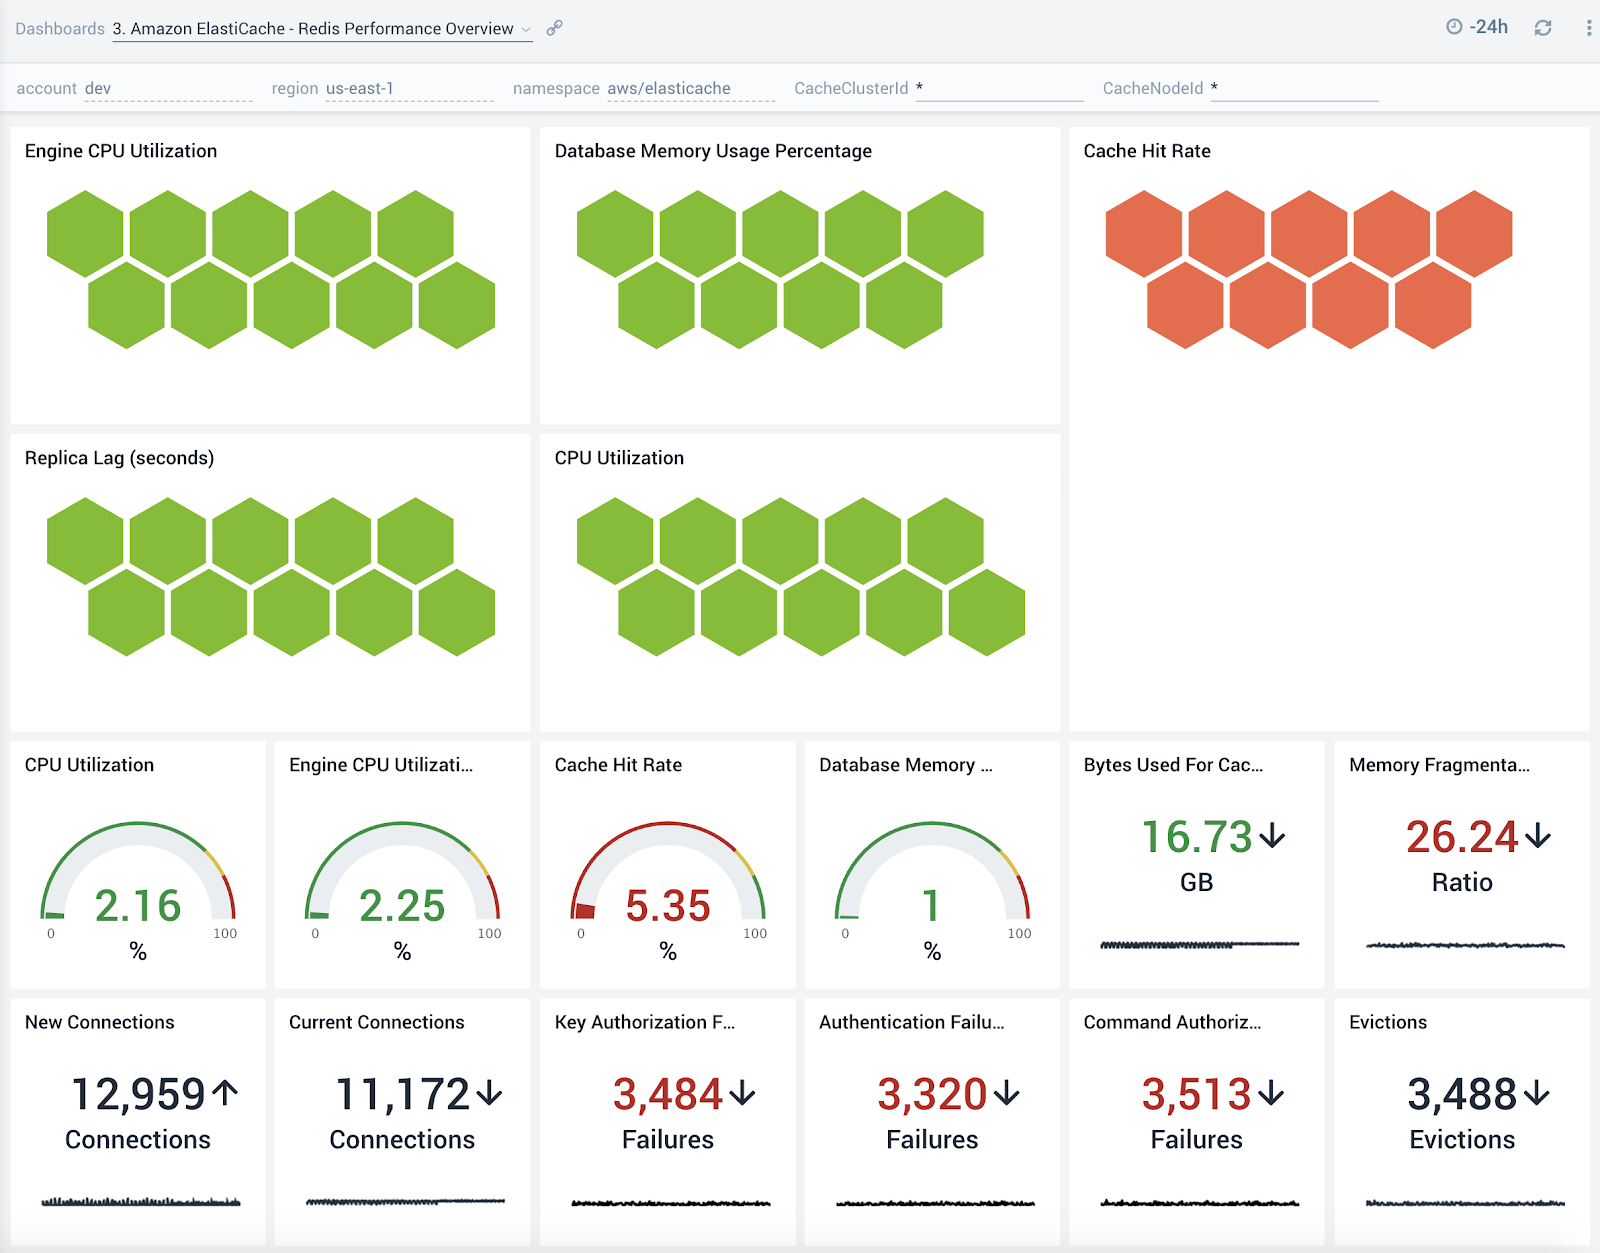 Dashboards 3. Amazon ElastiCache - Redis Performance Overview
-24h
account dev
region us-east-1
namespace aws/elasticache
CacheClusterId *
CacheNodeId *
Engine CPU Utilization
Database Memory Usage Percentage
Cache Hit Rate
Replica Lag (seconds)
CPU Utilization
CPU Utilization
2.16
0
100
%
Engine CPU Utilizati...
2.25
0
100
%
Cache Hit Rate
5.35
0
100
%
Database Memory ...
1
0
100
%
Bytes Used For Cac...
16.73
GB
Memory Fragmenta...
26.24
Ratio
New Connections
12,959
Connections
Current Connections
11,172
Connections
Key Authorization F...
3,484
Failures
Authentication Failu...
3,320
Failures
Command Authoriz...
3,513
Failures
Evictions
3,488
Evictions